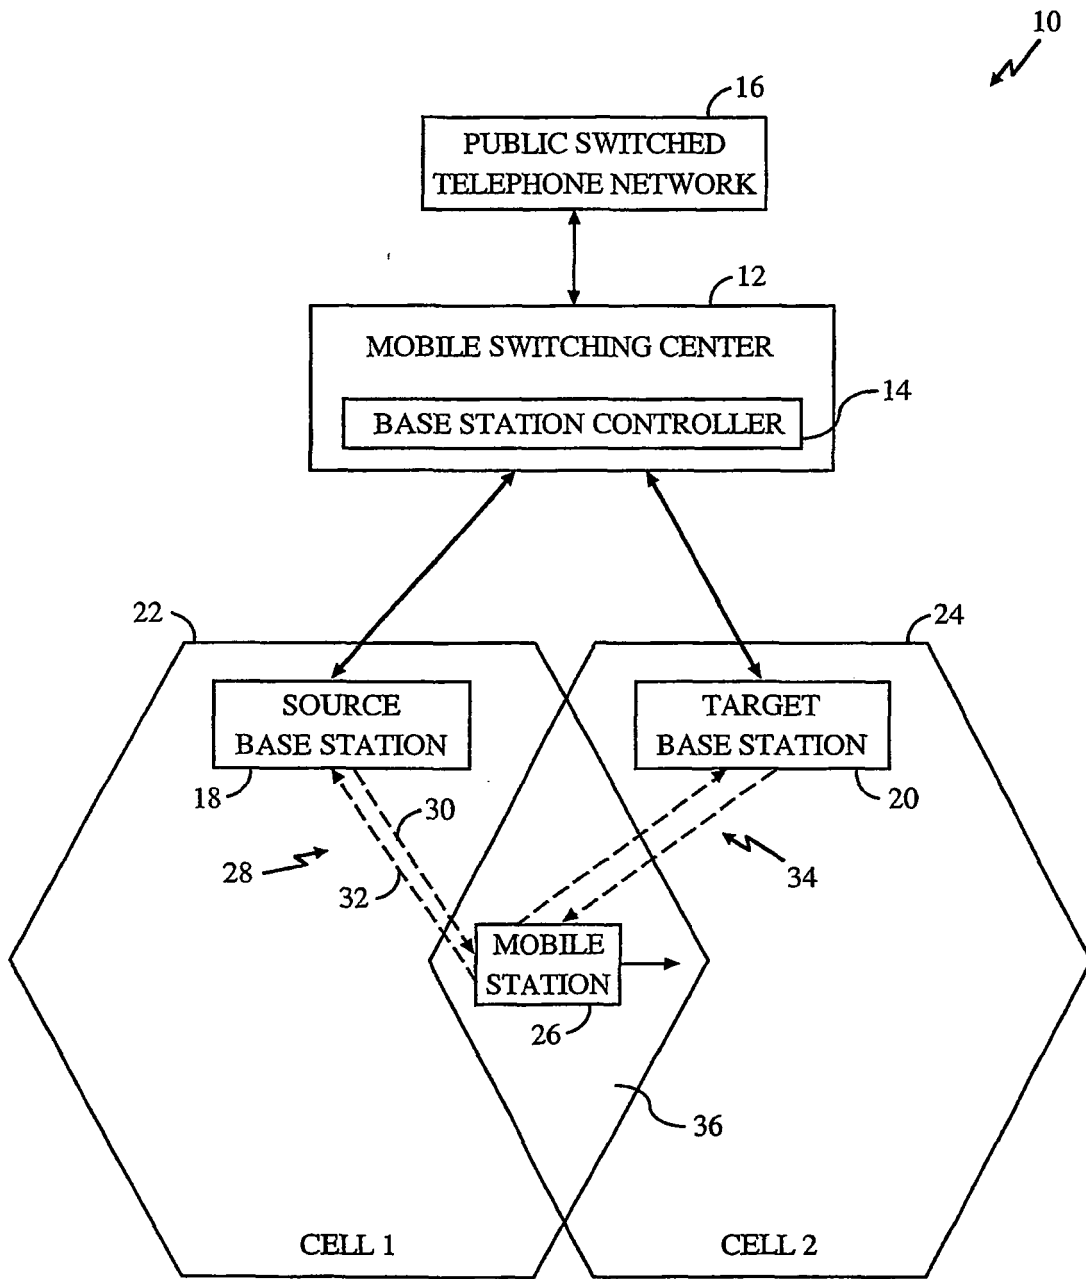 10
16
PUBLIC SWITCHED
TELEPHONE NETWORK
12
MOBILE SWITCHING CENTER
14
BASE STATION CONTROLLER
22
24
SOURCE
BASE STATION
TARGET
BASE STATION
18
20
30
28
32
34
MOBILE
STATION
26
36
CELL 1
CELL 2